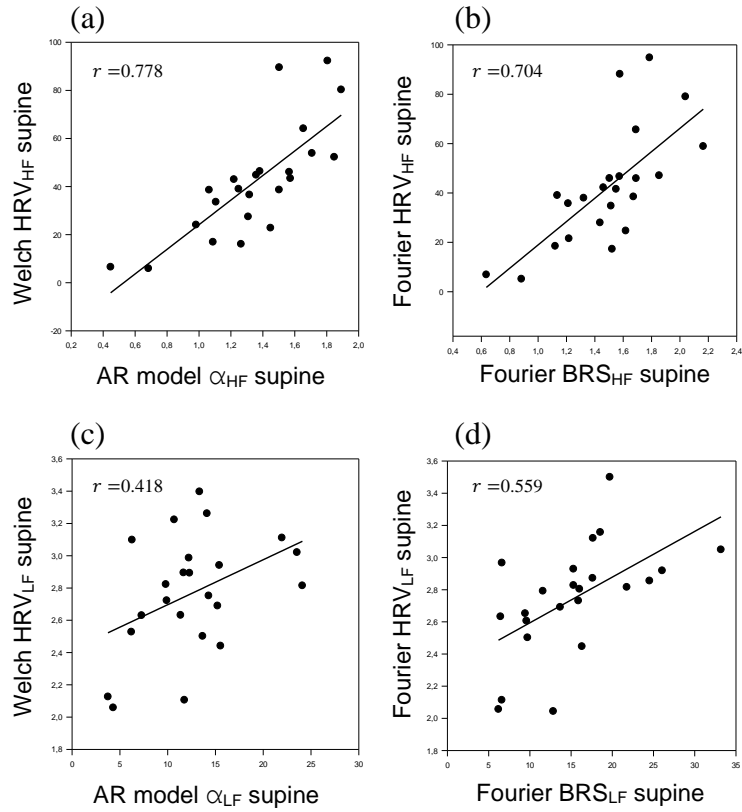 (a)
r =0.778
Welch HRVHF supine
100
80
60
40
20
0
-20
0,2 0,4 0,6 0,8 1,0 1,2 1,4 1,6 1,8 2,0
AR model αHF supine
(b)
r =0.704
Fourier HRVHF supine
100
80
60
40
20
0
0,4 0,6 0,8 1,0 1,2 1,4 1,6 1,8 2,0 2,2 2,4
Fourier BRSHF supine
(c)
r =0.418
Welch HRVLF supine
3,6
3,4
3,2
3,0
2,8
2,6
2,4
2,2
2,0
1,8
0 5 10 15 20 25 30
AR model αLF supine
(d)
r =0.559
Fourier HRVLF supine
3,6
3,4
3,2
3,0
2,8
2,6
2,4
2,2
2,0
1,8
0 5 10 15 20 25 30 35
Fourier BRSLF supine